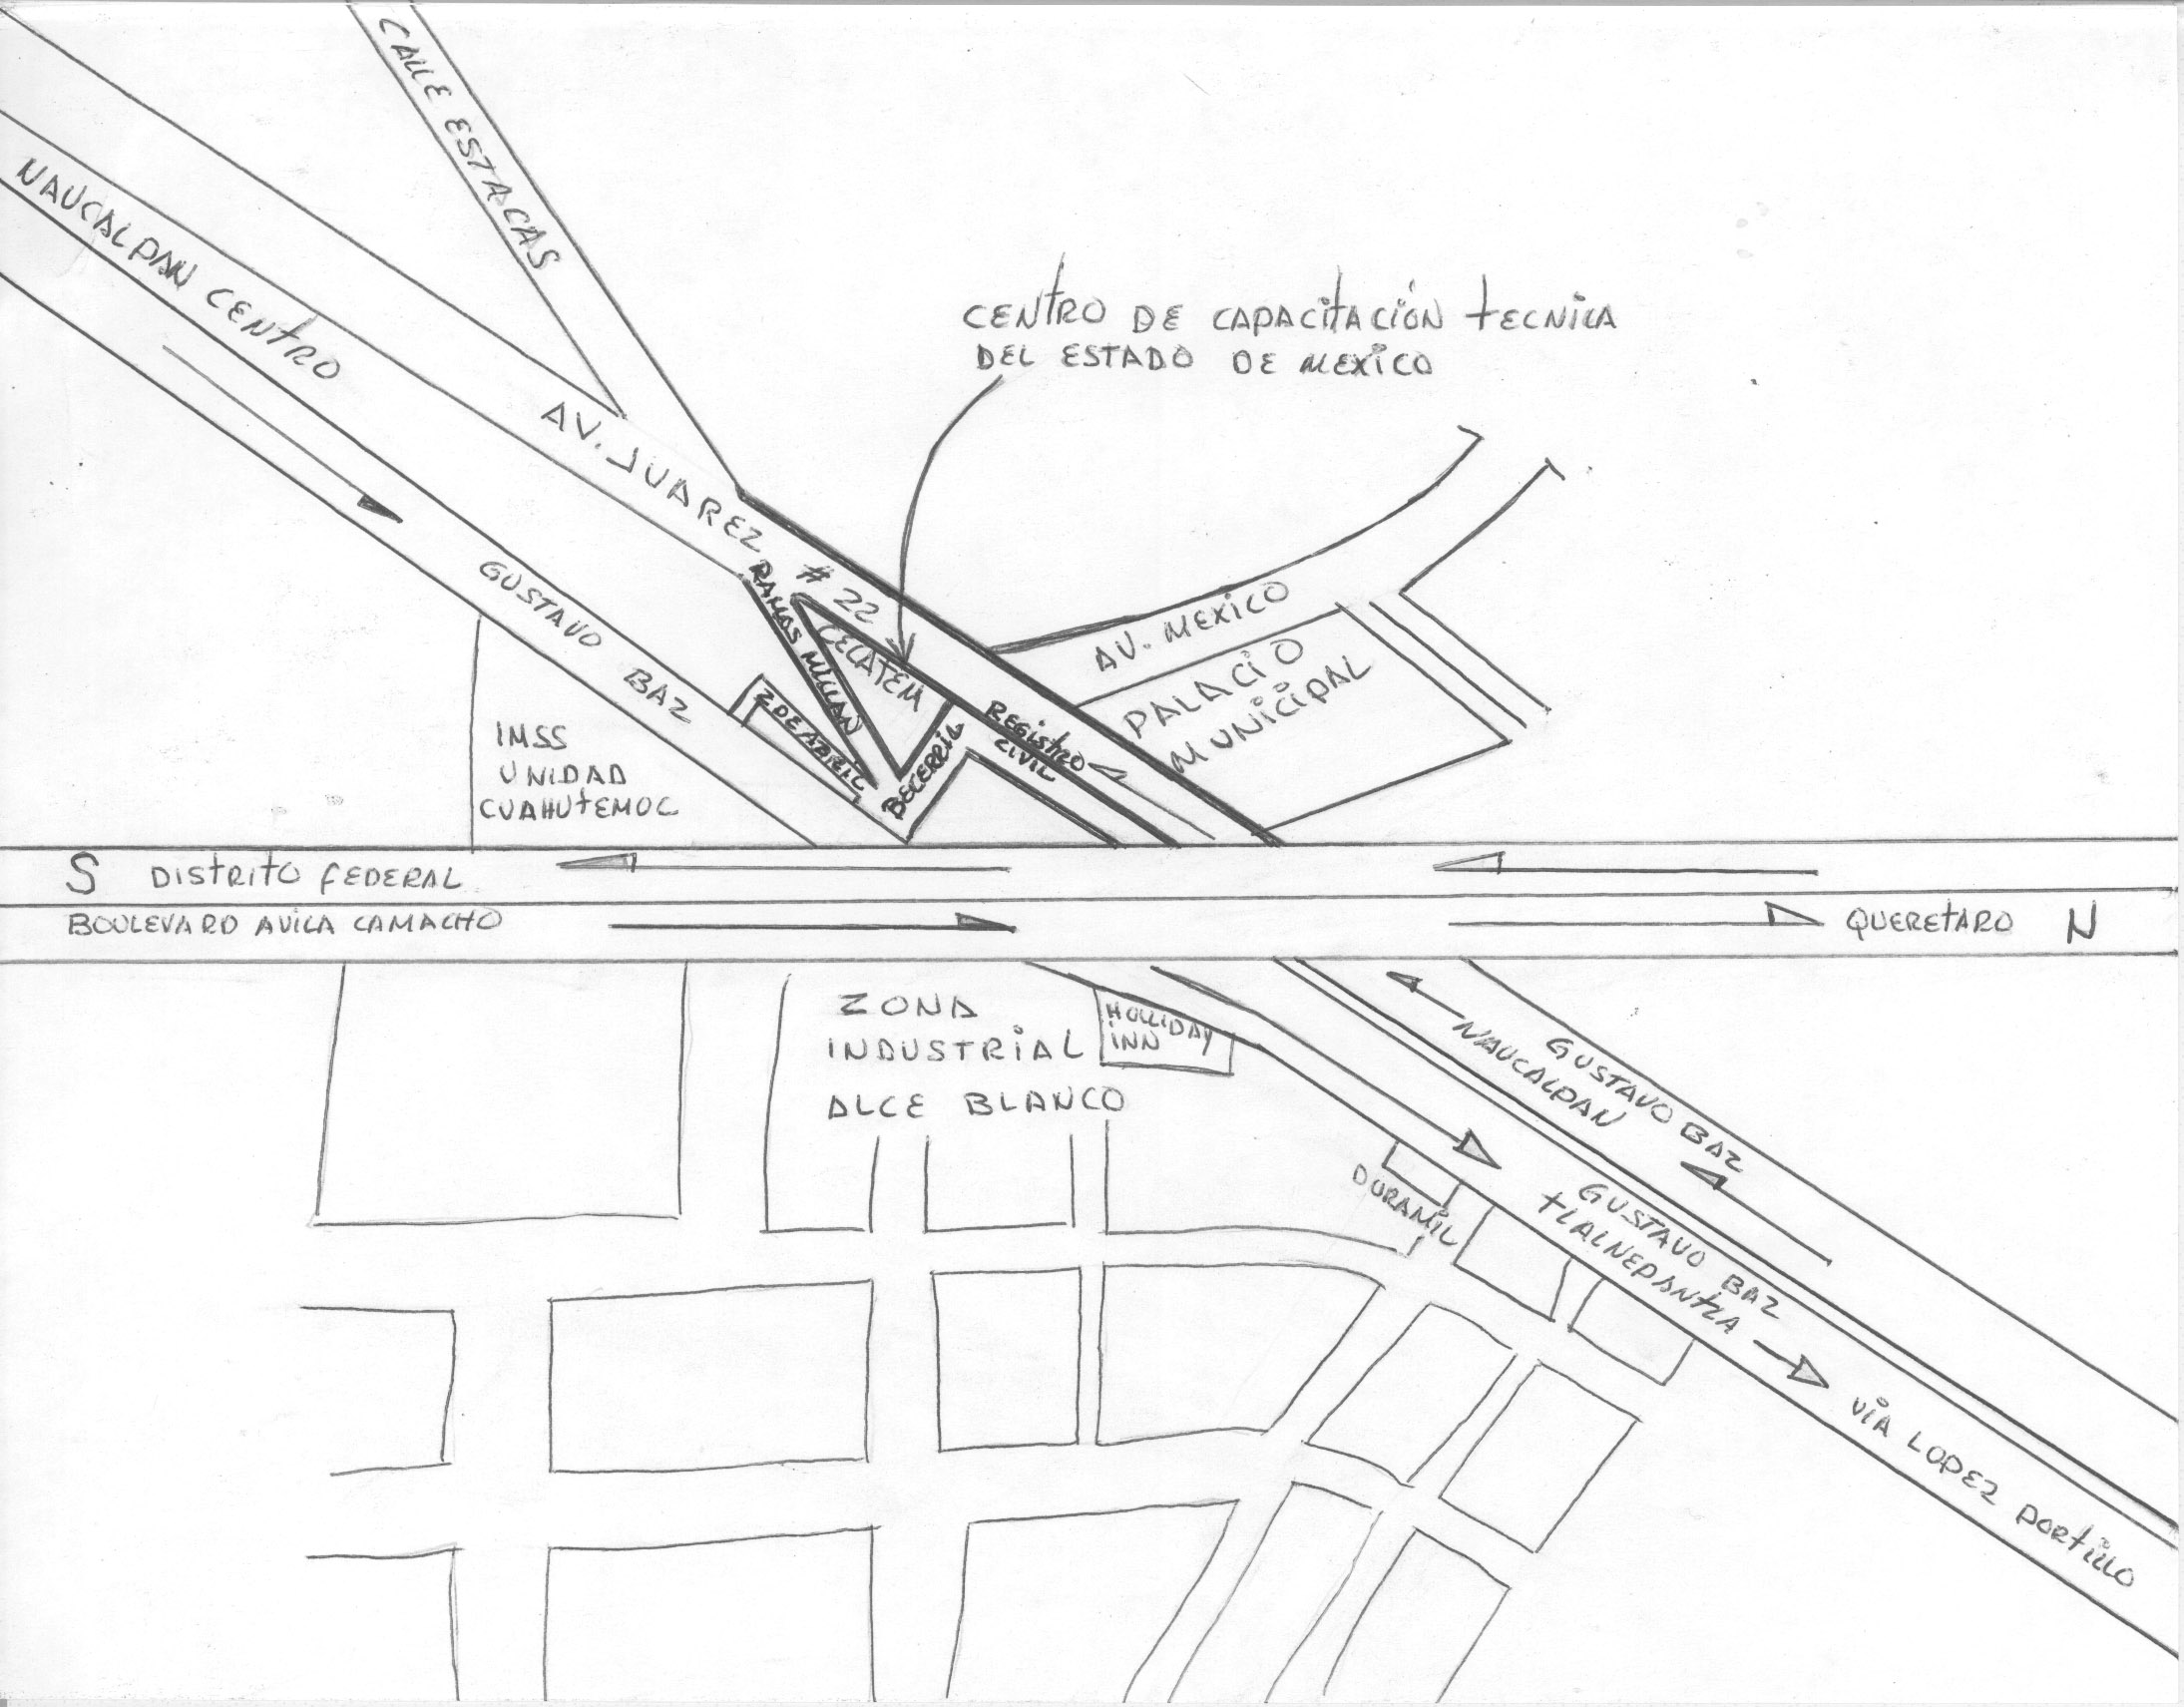 CALLE ESTACAS
NAUCALPAN CENTRO
CENTRO DE CAPACITACIÓN TECNICA
DEL ESTADO DE MEXICO
AV. JUAREZ # 22
GUSTAVO BAZ
RAMOS MILLAN
CECATEM
2 DE ABRIL
BECERRIL
REGISTRO
CIVIL
AV. MEXICO
PALACIO
MUNICIPAL
IMSS
UNIDAD
CUAHUTEMOC
S DISTRITO FEDERAL
BOULEVARD AVILA CAMACHO
QUERETARO N
ZONA
INDUSTRIAL
ALCE BLANCO
HOLLIDAY
INN
NAUCALPAN
GUSTAVO BAZ
DURAMIL
GUSTAVO BAZ
TLALNEPANTLA
VIA LOPEZ PORTILLO